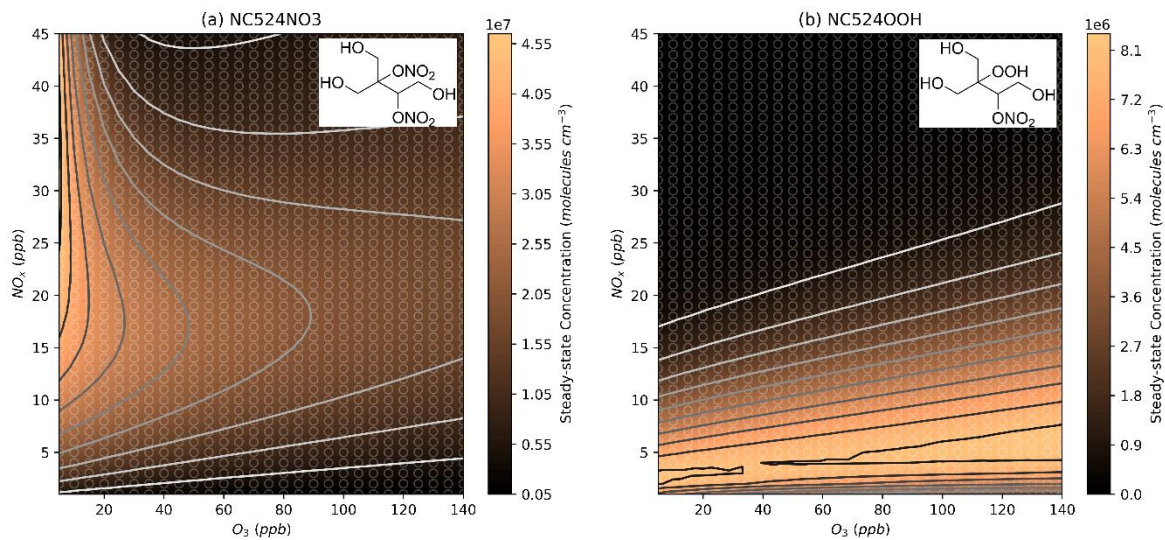 (a) NC524NO3
1e7
45
40
35
30
25
20
15
10
5
NOx (ppb)
20 40 60 80 100 120 140
O3 (ppb)
HO
ONO2
HO
OH
ONO2
4.55
4.05
3.55
3.05
2.55
2.05
1.55
1.05
0.55
0.05
Steady-state Concentration (molecules cm−3)
(b) NC524OOH
1e6
45
40
35
30
25
20
15
10
5
NOx (ppb)
20 40 60 80 100 120 140
O3 (ppb)
HO
OOH
HO
OH
ONO2
8.1
7.2
6.3
5.4
4.5
3.6
2.7
1.8
0.9
0.0
Steady-state Concentration (molecules cm−3)